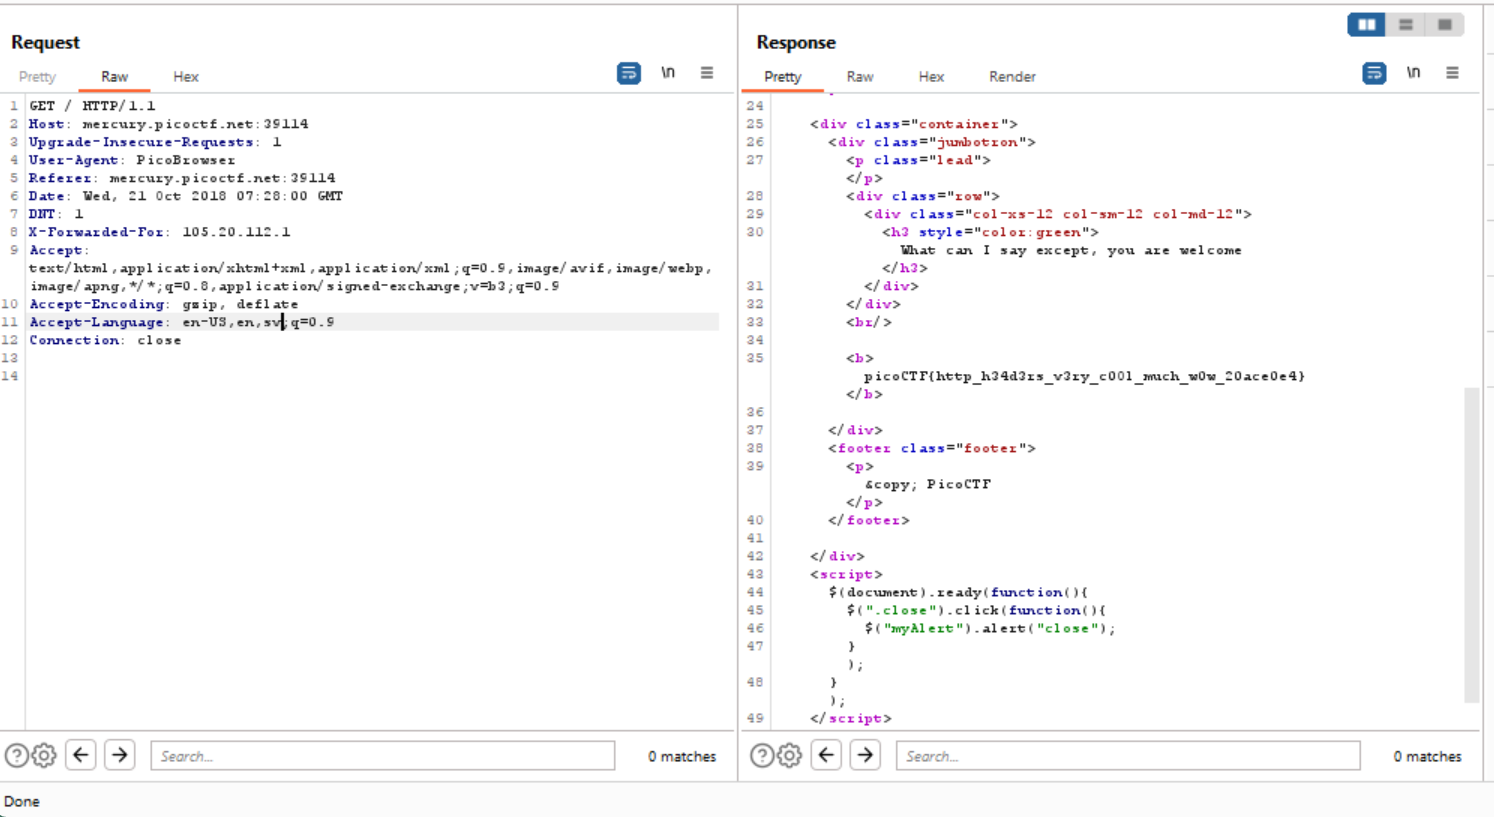 Request
Pretty Raw Hex \n
1 GET / HTTP/1.1
2 Host: mercury.picoctf.net:39114
3 Upgrade-Insecure-Requests: 1
4 User-Agent: PicoBrowser
5 Referer: mercury.picoctf.net:39114
6 Date: Wed, 21 Oct 2018 07:28:00 GMT
7 DNT: 1
8 X-Forwarded-For: 105.20.112.1
9 Accept:
text/html,application/xhtml+xml,application/xml;q=0.9,image/avif,image/webp,
image/apng,*/*;q=0.8,application/signed-exchange;v=b3;q=0.9
10 Accept-Encoding: gzip, deflate
11 Accept-Language: en-US,en,sv;q=0.9
12 Connection: close
13
14
Search... 0 matches
Response
Pretty Raw Hex Render \n
24
25 <div class="container">
26 <div class="jumbotron">
27 <p class="lead">
</p>
28 <div class="row">
29 <div class="col-xs-12 col-sm-12 col-md-12">
30 <h3 style="color:green">
What can I say except, you are welcome
</h3>
31 </div>
32 </div>
33 <br/>
34
35 <b>
picoCTF{http_h34d3rs_v3ry_c00l_much_w0w_20ace0e4}
</b>
36
37 </div>
38 <footer class="footer">
39 <p>
&copy; PicoCTF
</p>
40 </footer>
41
42 </div>
43 <script>
44 $(document).ready(function(){
45 $(".close").click(function(){
46 $("myAlert").alert("close");
47 }
);
48 }
);
49 </script>
Search... 0 matches
Done